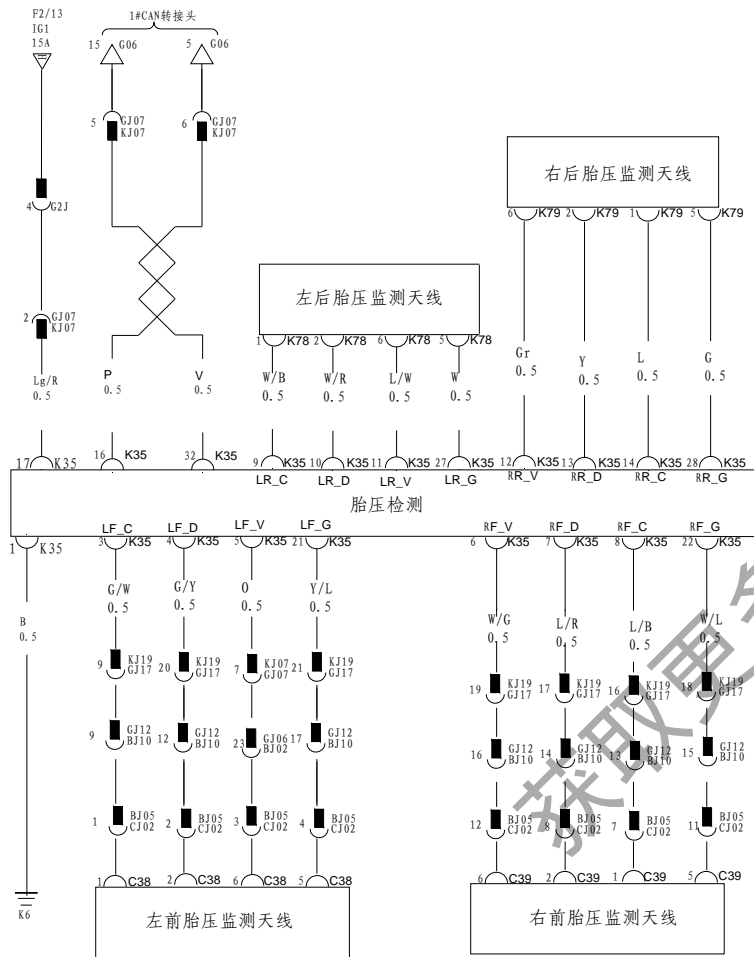 F2/13
IG1
15A
1#CAN转接头
15 G06
5 G06
5 GJ07
KJ07
6 GJ07
KJ07
4 G2J
2 GJ07
KJ07
右后胎压监测天线
6 K79 2 K79 1 K79 5 K79
左后胎压监测天线
1 K78 2 K78 6 K78 5 K78
Gr
0.5
Y
0.5
L
0.5
G
0.5
Lg/R
0.5
P
0.5
V
0.5
W/B
0.5
W/R
0.5
L/W
0.5
W
0.5
17 K35 16 K35 32 K35 9 K35 10 K35 11 K35 27 K35 12 K35 13 K35 14 K35 28 K35
LR_C LR_D LR_V LR_G RR_V RR_D RR_C RR_G
胎压检测
LF_C LF_D LF_V LF_G RF_V RF_D RF_C RF_G
1 K35 3 K35 4 K35 5 K35 21 K35 6 K35 7 K35 8 K35 22 K35
B
0.5
G/W
0.5
G/Y
0.5
O
0.5
Y/L
0.5
W/G
0.5
L/R
0.5
L/B
0.5
W/L
0.5
9 KJ19
GJ17
20 KJ19
GJ17
7 KJ07
GJ07
21 KJ19
GJ17
19 KJ19
GJ17
17 KJ19
GJ17
16 KJ19
GJ17
18 KJ19
GJ17
9 GJ12
BJ10
12 GJ12
BJ10
23 GJ06
BJ02
17 GJ12
BJ10
16 GJ12
BJ10
14 GJ12
BJ10
13 GJ12
BJ10
15 GJ12
BJ10
1 BJ05
CJ02
2 BJ05
CJ02
3 BJ05
CJ02
4 BJ05
CJ02
12 BJ05
CJ02
8 BJ05
CJ02
7 BJ05
CJ02
11 BJ05
CJ02
K6
1 C38 2 C38 6 C38 5 C38
6 C39 2 C39 1 C39 5 C39
左前胎压监测天线
右前胎压监测天线
获取更多